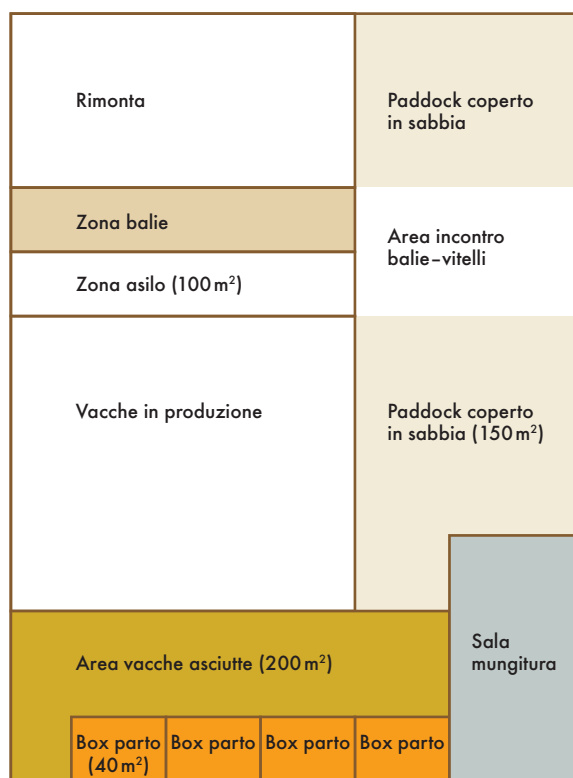 Rimonta
Paddock coperto
in sabbia
Zona balie
Area incontro
balie–vitelli
Zona asilo (100 m²)
Vacche in produzione
Paddock coperto
in sabbia (150 m²)
Area vacche asciutte (200 m²)
Sala
mungitura
Box parto
(40 m²)
Box parto
Box parto
Box parto